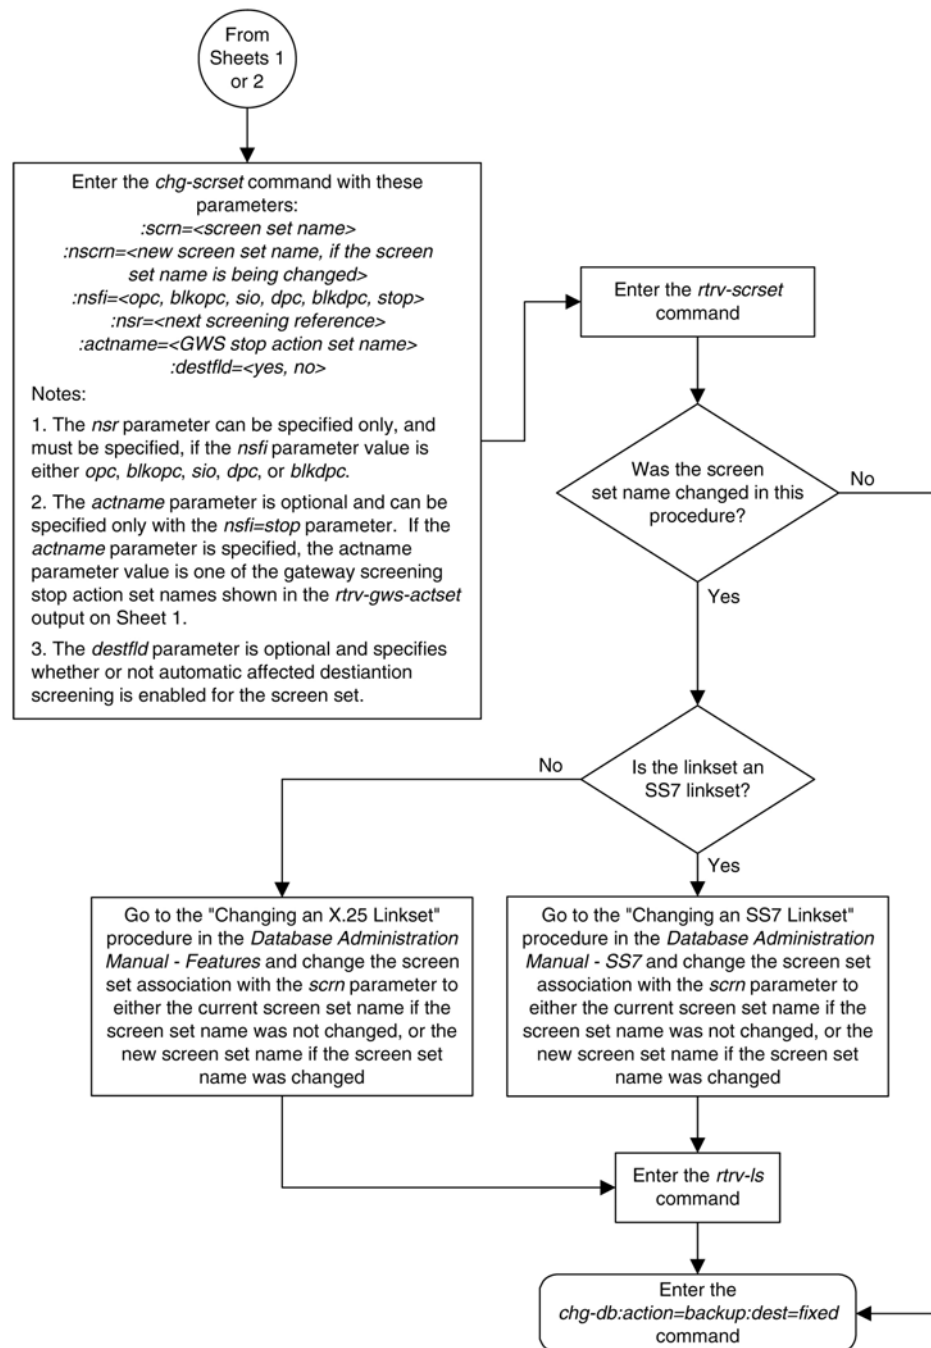 From
Sheets 1
or 2
Enter the chg-scrset command with these
parameters:
:scrn=<screen set name>
:nscrn=<new screen set name, if the screen
set name is being changed>
:nsfi=<opc, blkopc, sio, dpc, blkdpc, stop>
:nsr=<next screening reference>
:actname=<GWS stop action set name>
:destfld=<yes, no>
Notes:
1. The nsr parameter can be specified only, and
must be specified, if the nsfi parameter value is
either opc, blkopc, sio, dpc, or blkdpc.
2. The actname parameter is optional and can be
specified only with the nsfi=stop parameter.  If the
actname parameter is specified, the actname
parameter value is one of the gateway screening
stop action set names shown in the rtrv-gws-actset
output on Sheet 1.
3. The destfld parameter is optional and specifies
whether or not automatic affected destiantion
screening is enabled for the screen set.
Enter the rtrv-scrset
command
Was the screen
set name changed in this
procedure?
No
Yes
Is the linkset an
SS7 linkset?
No
Yes
Go to the "Changing an X.25 Linkset"
procedure in the Database Administration
Manual - Features and change the screen
set association with the scrn parameter to
either the current screen set name if the
screen set name was not changed, or the
new screen set name if the screen set
name was changed
Go to the "Changing an SS7 Linkset"
procedure in the Database Administration
Manual - SS7 and change the screen set
association with the scrn parameter to
either the current screen set name if the
screen set name was not changed, or the
new screen set name if the screen set
name was changed
Enter the rtrv-ls
command
Enter the
chg-db:action=backup:dest=fixed
command